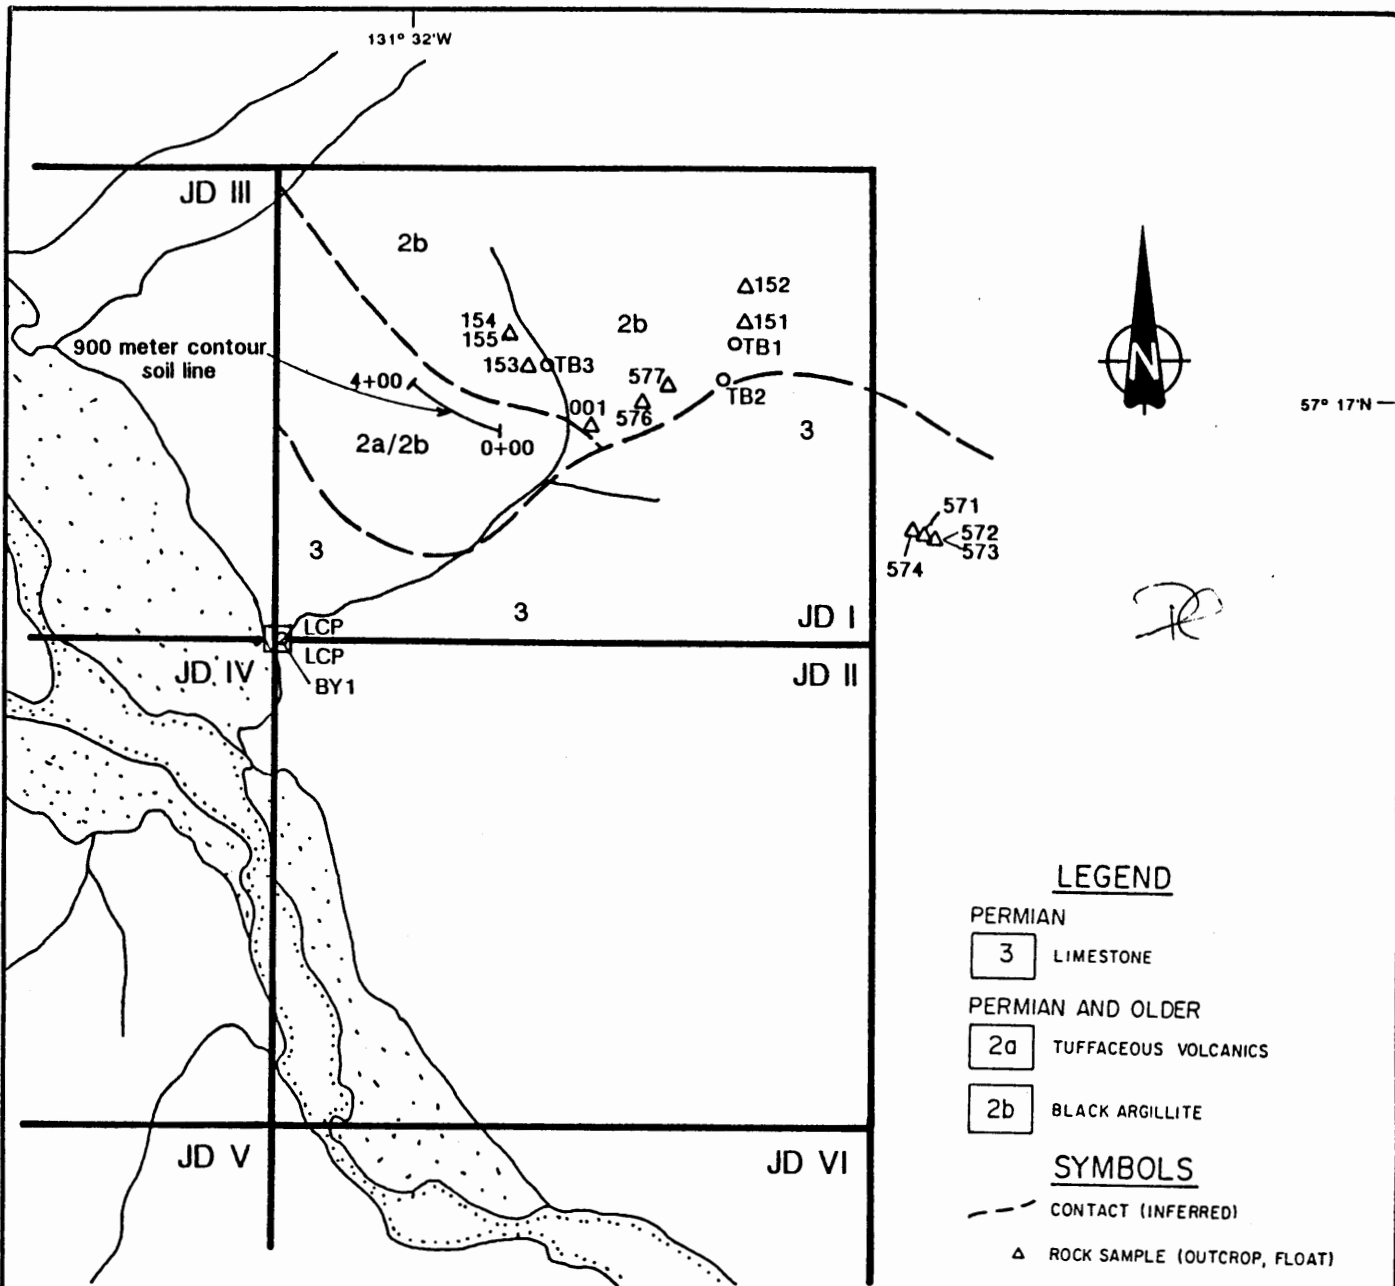 131° 32'W
JD III
2b
152
154
155
2b
151
TB1
900 meter contour
soil line
153
TB3
577
4+00
TB2
57° 17'N
001
576
3
2a/2b
0+00
571
572
573
574
3
3
JD I
LCP
LCP
JD IV
BY1
JD II
N
LEGEND
PERMIAN
3 LIMESTONE
PERMIAN AND OLDER
2a TUFFACEOUS VOLCANICS
2b BLACK ARGILLITE
JD V
JD VI
SYMBOLS
CONTACT (INFERRED)
ROCK SAMPLE (OUTCROP, FLOAT)